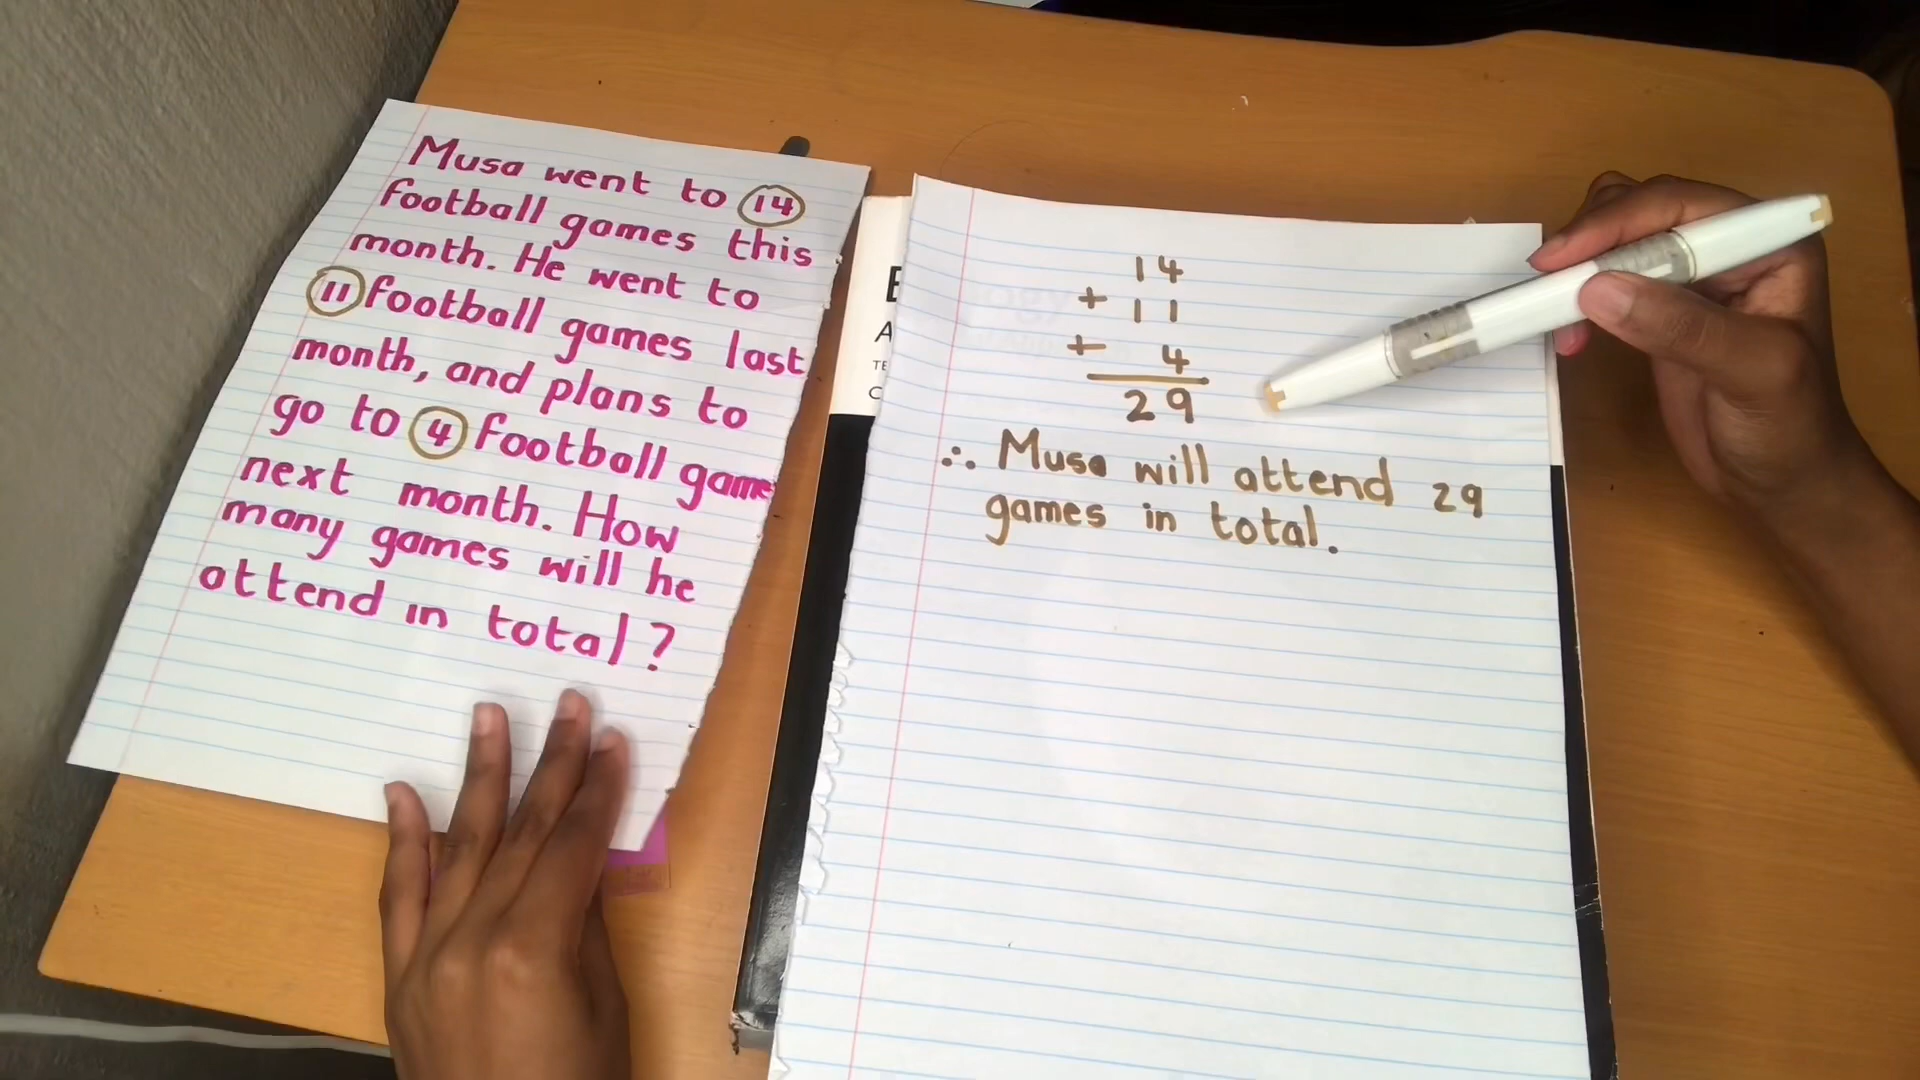 Musa went to 14
football games this
month. He went to
11 football games last
month, and plans to
go to 4 football game
next month. How
many games will he
attend in total?
14
+ 11
+ 4
29
∴ Musa will attend 29
games in total.